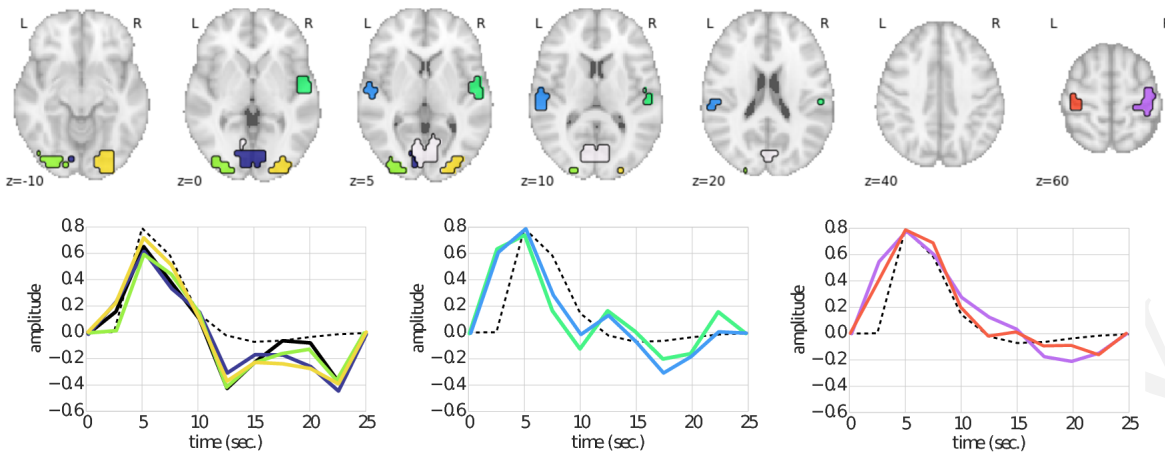 L R L R L R L R L R L R L
z=-10 z=0 z=5 z=10 z=20 z=40 z=60
0.8 0.8 0.8
0.6 0.6 0.6
0.4 0.4 0.4
0.2 0.2 0.2
0.0 0.0 0.0
−0.2 −0.2 −0.2
−0.4 −0.4 −0.4
−0.6 −0.6 −0.6
amplitude amplitude amplitude
0 5 10 15 20 25 0 5 10 15 20 25 0 5 10 15 20 25
time (sec.) time (sec.) time (sec.)